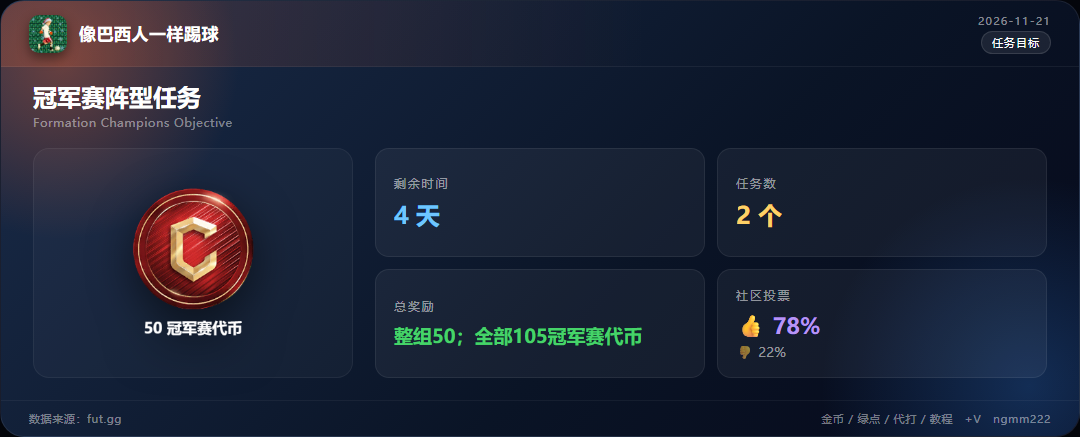 像巴西人一样踢球
2026-11-21
任务目标
冠军赛阵型任务
Formation Champions Objective
C
50 冠军赛代币
剩余时间
4 天
任务数
2 个
总奖励
整组50；全部105冠军赛代币
社区投票
👍 78%
👎 22%
数据来源：fut.gg
金币 / 绿点 / 代打 / 教程 +V ngmm222